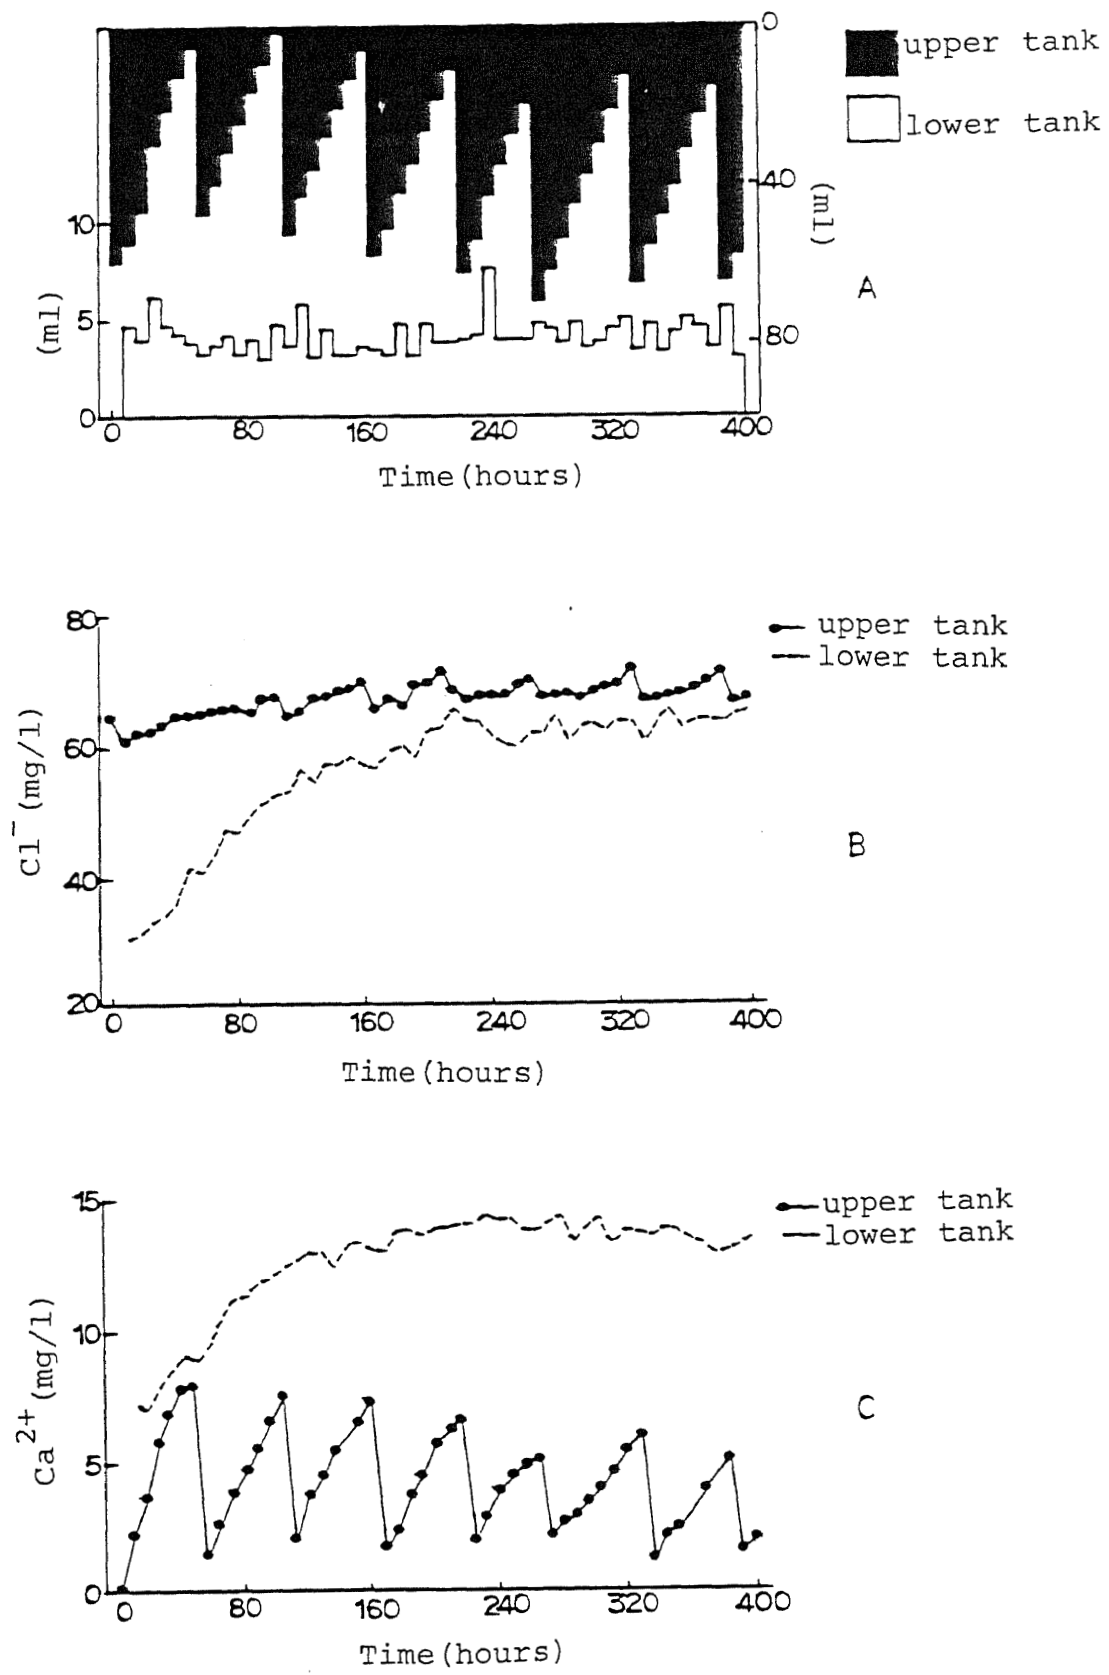 0
upper tank
lower tank
40
(ml)
10
A
(ml)
5
80
0
0 80 160 240 320 400
Time(hours)
80
upper tank
lower tank
Cl⁻(mg/l)
60
B
40
20
0 80 160 240 320 400
Time(hours)
15
upper tank
lower tank
10
Ca²⁺(mg/l)
C
5
0
0 80 160 240 320 400
Time(hours)